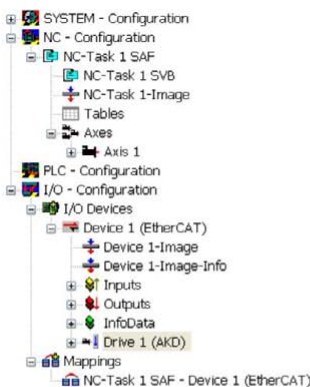 SYSTEM - Configuration
NC - Configuration
NC-Task 1 SAF
NC-Task 1 SVB
NC-Task 1-Image
Tables
Axes
Axis 1
PLC - Configuration
I/O - Configuration
I/O Devices
Device 1 (EtherCAT)
Device 1-Image
Device 1-Image-Info
Inputs
Outputs
InfoData
Drive 1 (AKD)
Mappings
NC-Task 1 SAF - Device 1 (EtherCAT)